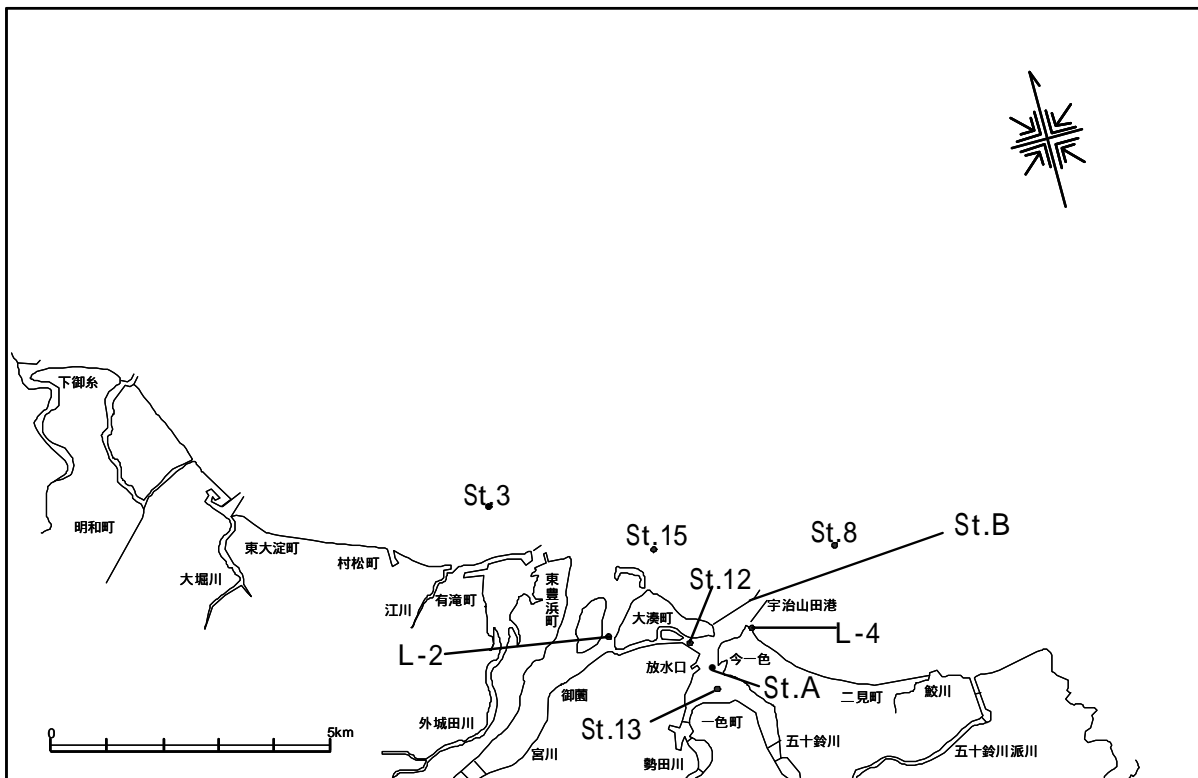 下御糸
St.3
St.B
明和町
St.15
St.8
東大淀町
村松町
St.12
大堀川
江川
有滝町
東豊浜町
大湊町
宇治山田港
L-2
L-4
放水口
今一色
御薗
St.A
二見町
鮫川
外城田川
St.13
一色町
0
5km
宮川
勢田川
五十鈴川
五十鈴川派川